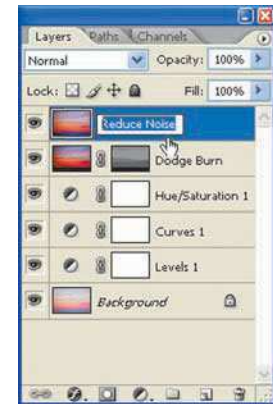 Layers Paths Channels
Normal Opacity: 100%
Lock: Fill: 100%
Reduce Noise
Dodge Burn
Hue/Saturation 1
Curves 1
Levels 1
Background